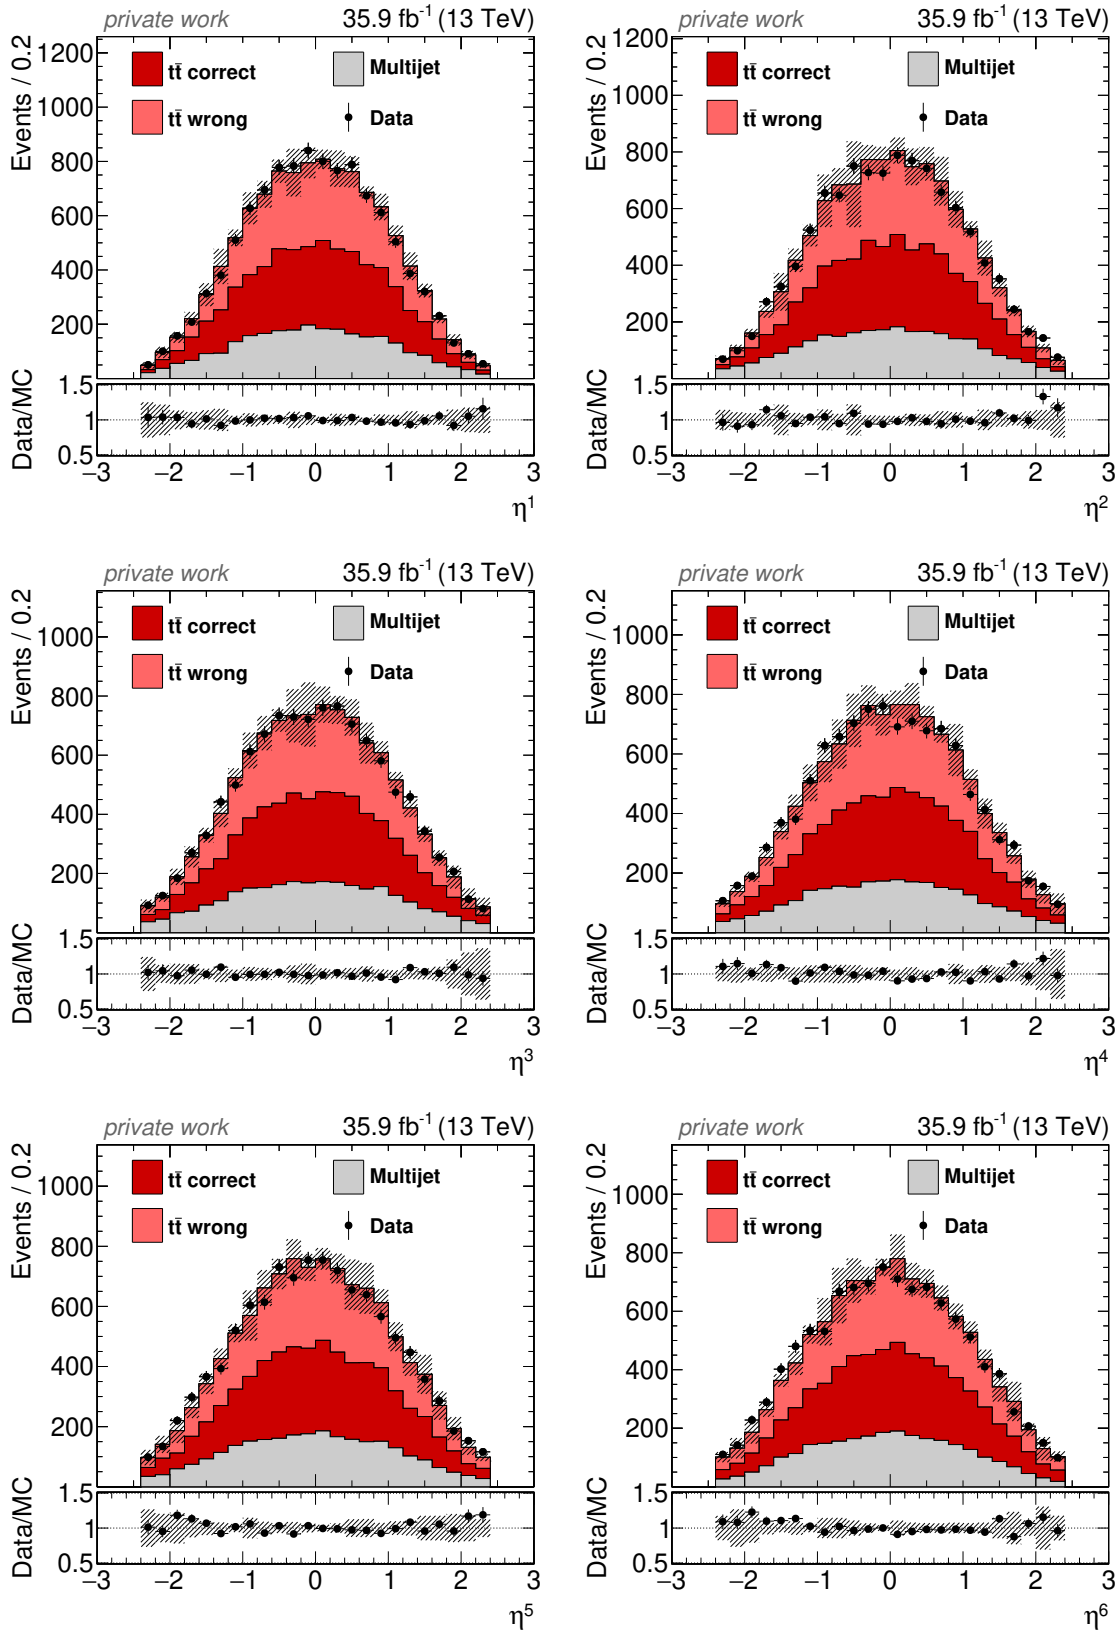 private work 35.9 fb⁻¹ (13 TeV)
Events / 0.2
1200
1000
800
600
400
200
tt̄ correct Multijet
tt̄ wrong Data
Data/MC
1.5
1
0.5
−3 −2 −1 0 1 2 3
η¹
private work 35.9 fb⁻¹ (13 TeV)
Events / 0.2
1200
1000
800
600
400
200
tt̄ correct Multijet
tt̄ wrong Data
Data/MC
1.5
1
0.5
−3 −2 −1 0 1 2 3
η²
private work 35.9 fb⁻¹ (13 TeV)
Events / 0.2
1000
800
600
400
200
tt̄ correct Multijet
tt̄ wrong Data
Data/MC
1.5
1
0.5
−3 −2 −1 0 1 2 3
η³
private work 35.9 fb⁻¹ (13 TeV)
Events / 0.2
1000
800
600
400
200
tt̄ correct Multijet
tt̄ wrong Data
Data/MC
1.5
1
0.5
−3 −2 −1 0 1 2 3
η⁴
private work 35.9 fb⁻¹ (13 TeV)
Events / 0.2
1000
800
600
400
200
tt̄ correct Multijet
tt̄ wrong Data
Data/MC
1.5
1
0.5
−3 −2 −1 0 1 2 3
η⁵
private work 35.9 fb⁻¹ (13 TeV)
Events / 0.2
1000
800
600
400
200
tt̄ correct Multijet
tt̄ wrong Data
Data/MC
1.5
1
0.5
−3 −2 −1 0 1 2 3
η⁶